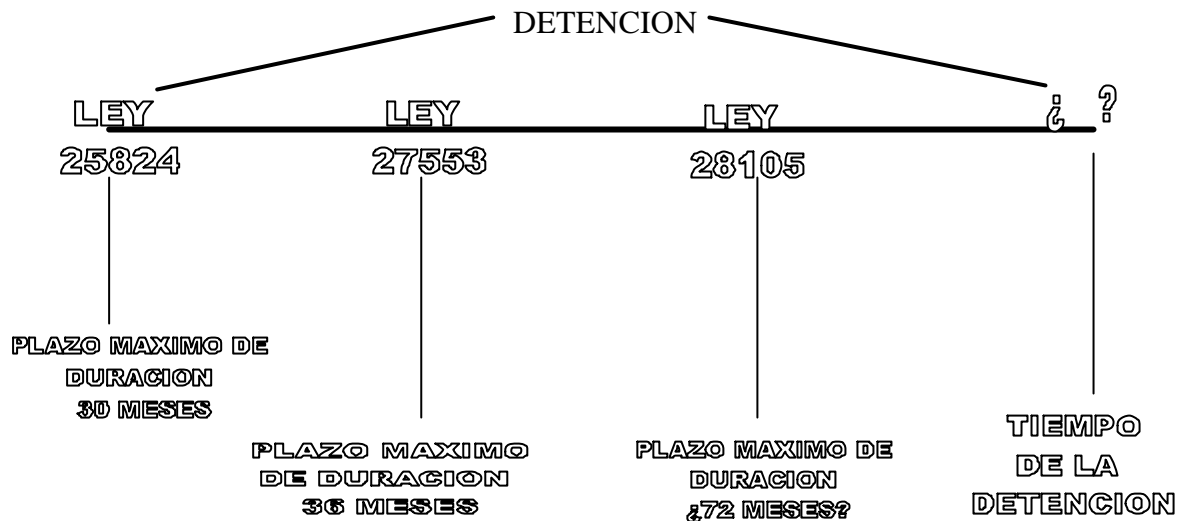 DETENCION
LEY
25824
LEY
27553
LEY
28105
¿ ?
PLAZO MAXIMO DE
DURACION
30 MESES
PLAZO MAXIMO
DE DURACION
36 MESES
PLAZO MAXIMO DE
DURACION
¿72 MESES?
TIEMPO
DE LA
DETENCION